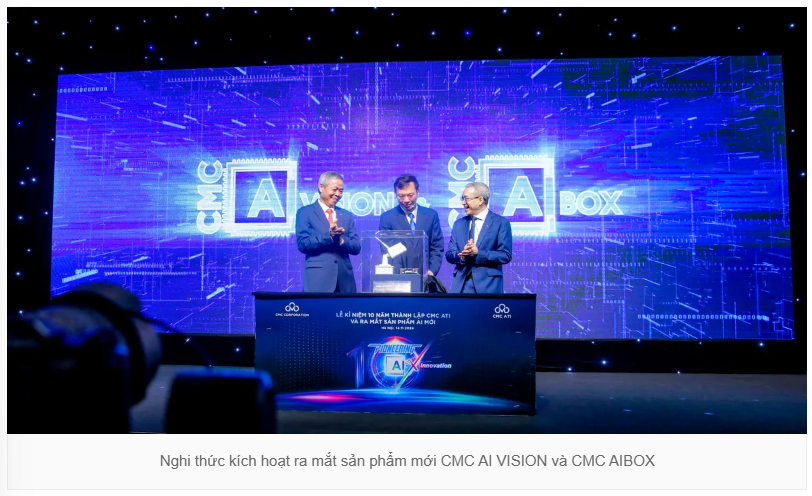 CMC
AI
VISION &
CMC
AI
BOX
CMC CORPORATION
LỄ KỈ NIỆM 10 NĂM THÀNH LẬP CMC ATI
VÀ RA MẮT SẢN PHẨM AI MỚI
CMC ATI
PIONEERING
AI X innovation
Nghi thức kích hoạt ra mắt sản phẩm mới CMC AI VISION và CMC AIBOX